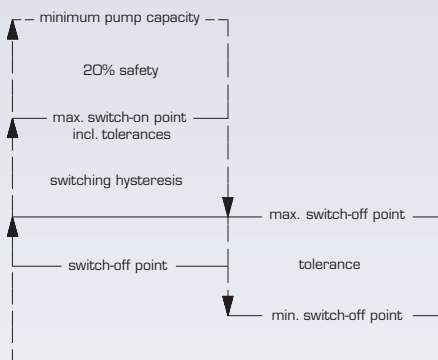 minimum pump capacity
20% safety
max. switch-on point
incl. tolerances
switching hysteresis
max. switch-off point
switch-off point
tolerance
min. switch-off point